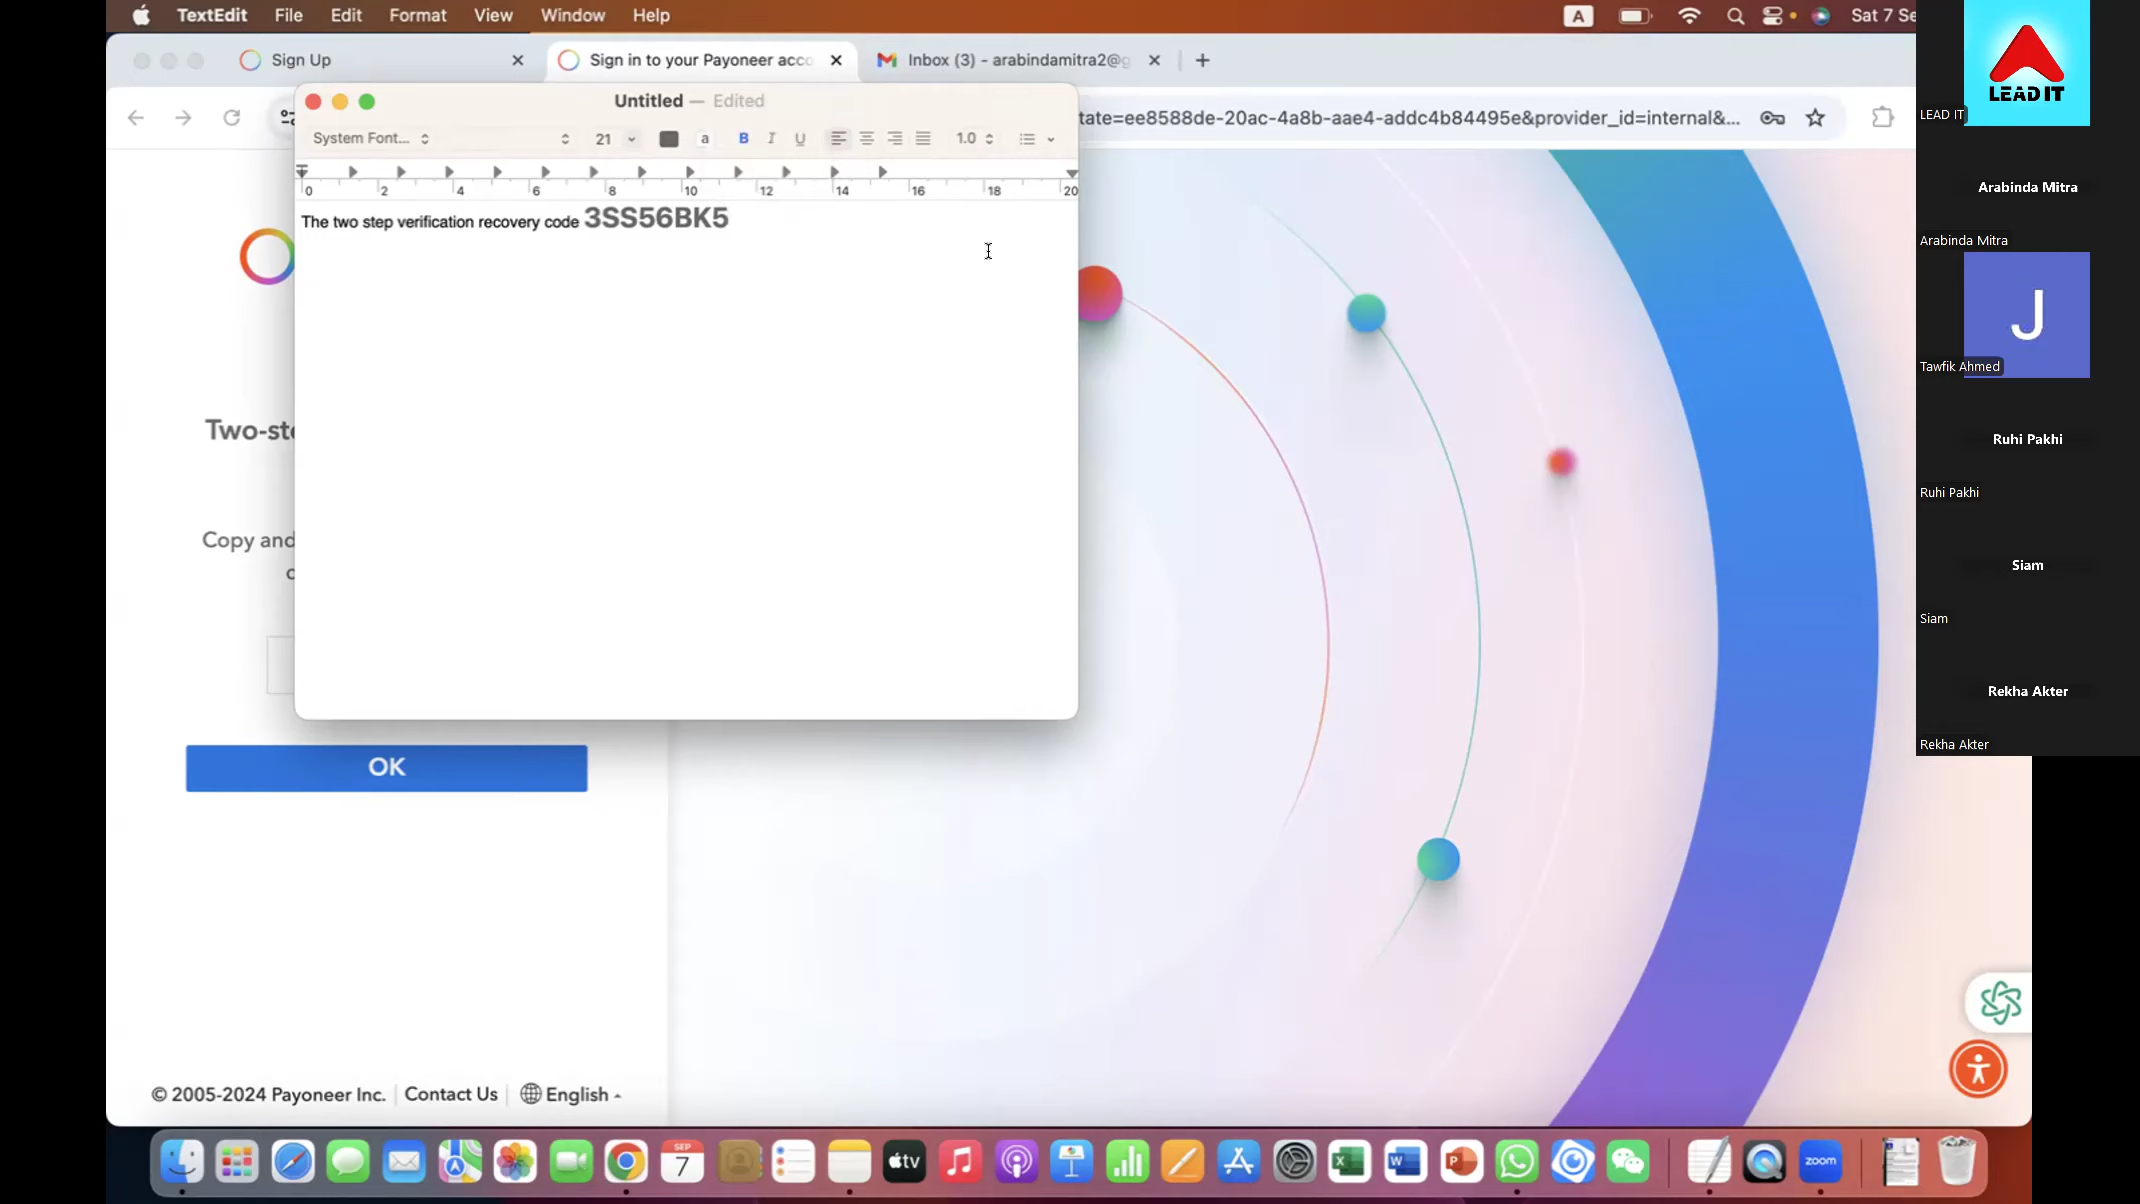 TextEdit File Edit Format View Window Help
A Sat 7 Se
Sign Up
Sign in to your Payoneer acco
Inbox (3) - arabindamitra2@g
Untitled — Edited
tate=ee8588de-20ac-4a8b-aae4-addc4b84495e&provider_id=internal&...
System Font... 21 a B I U 1.0
0 2 4 6 8 10 12 14 16 18 20
The two step verification recovery code 3SS56BK5
Two-ste
Copy and
OK
© 2005-2024 Payoneer Inc. Contact Us English
LEAD IT
LEAD IT
Arabinda Mitra
Arabinda Mitra
J
Tawfik Ahmed
Ruhi Pakhi
Ruhi Pakhi
Siam
Siam
Rekha Akter
Rekha Akter
SEP
7
tv
X
W
P
zoom